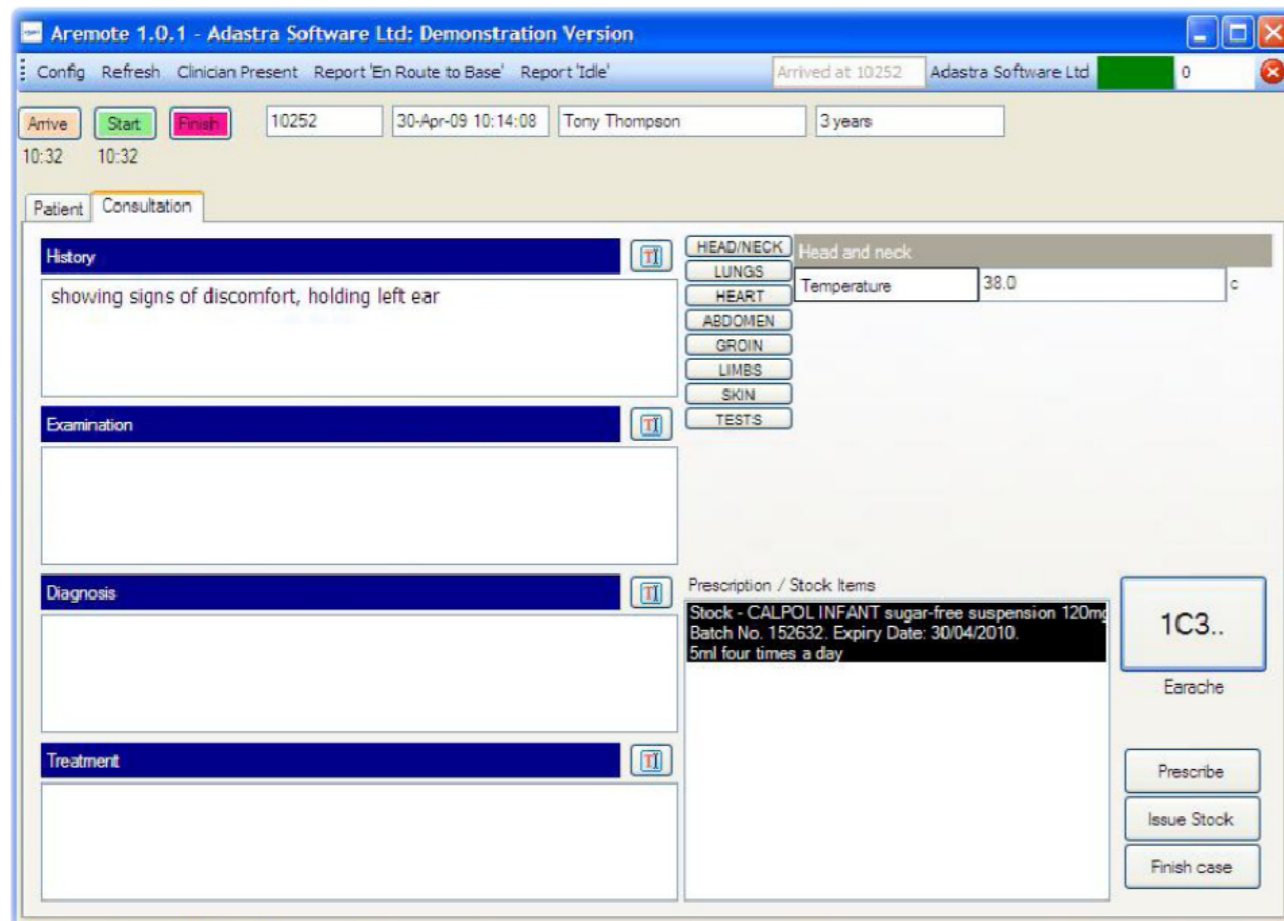 Aremote 1.0.1 - Adastra Software Ltd: Demonstration Version
Config Refresh Clinician Present Report 'En Route to Base' Report 'Idle' Arrived at 10252 Adastra Software Ltd 0
Arrive Start Finish 10252 30-Apr-09 10:14:08 Tony Thompson 3 years
10:32 10:32
Patient Consultation
History
showing signs of discomfort, holding left ear
Examination
Diagnosis
Treatment
HEAD/NECK
LUNGS
HEART
ABDOMEN
GROIN
LIMBS
SKIN
TESTS
Head and neck
Temperature 38.0 c
Prescription / Stock Items
Stock - CALPOL INFANT sugar-free suspension 120mg
Batch No. 152632. Expiry Date: 30/04/2010.
5ml four times a day
1C3..
Earache
Prescribe
Issue Stock
Finish case